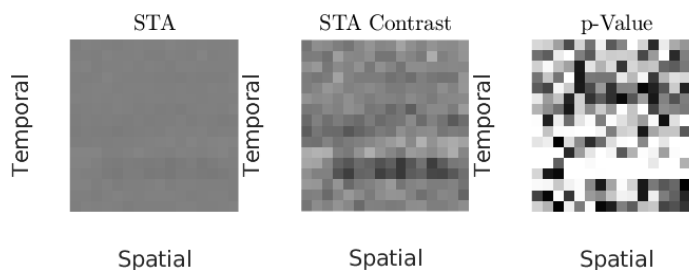 STA
STA Contrast
p-Value
Temporal
Temporal
Temporal
Spatial
Spatial
Spatial